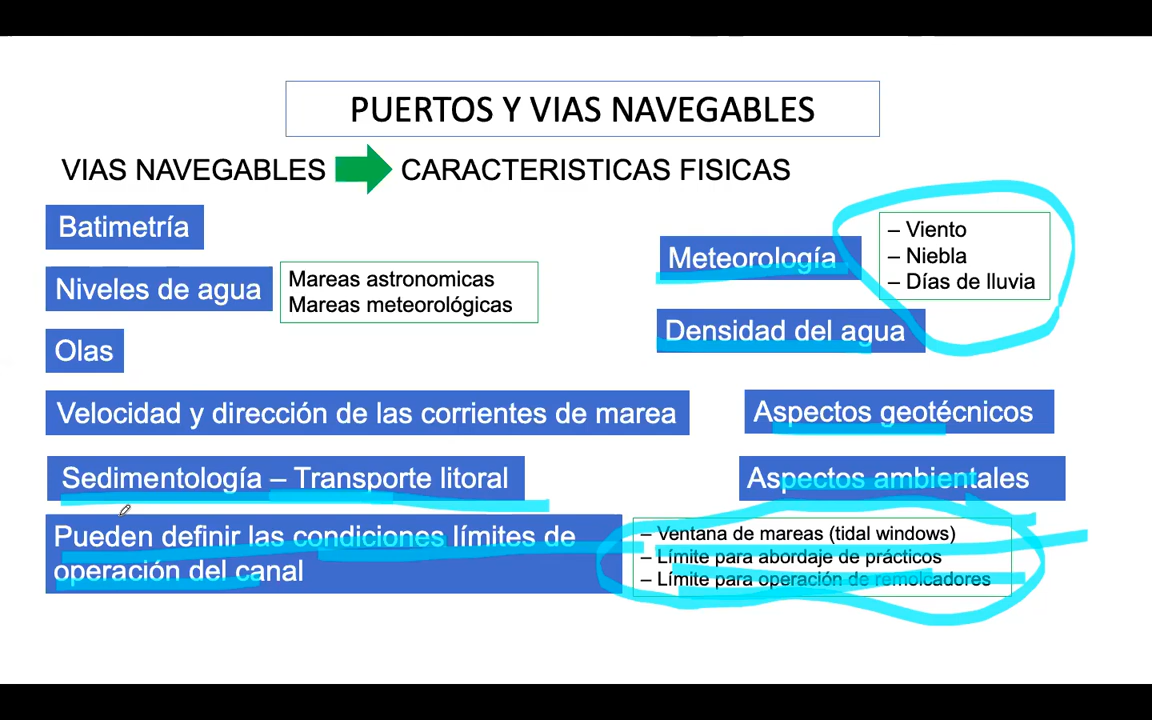 PUERTOS Y VIAS NAVEGABLES
VIAS NAVEGABLES
CARACTERISTICAS FISICAS
Batimetría
Niveles de agua
Mareas astronomicas
Mareas meteorológicas
Olas
Velocidad y dirección de las corrientes de marea
Sedimentología – Transporte litoral
Pueden definir las condiciones límites de
operación del canal
Meteorología
– Viento
– Niebla
– Días de lluvia
Densidad del agua
Aspectos geotécnicos
Aspectos ambientales
– Ventana de mareas (tidal windows)
– Límite para abordaje de prácticos
– Límite para operación de remolcadores